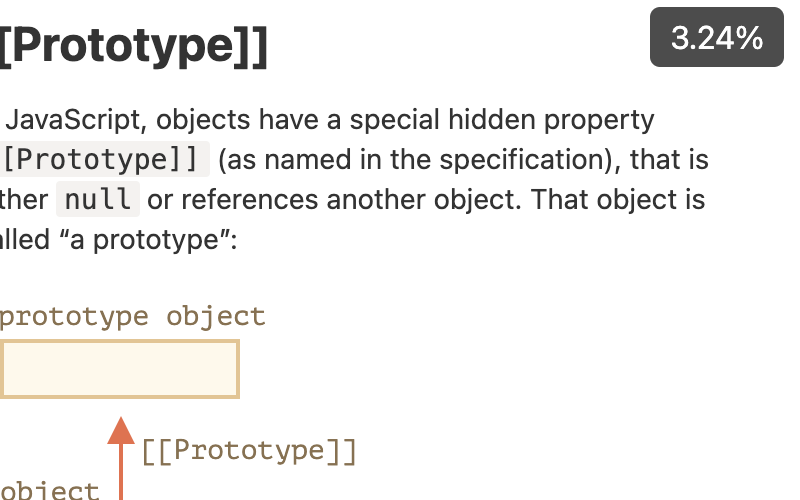 [Prototype]]
3.24%
JavaScript, objects have a special hidden property
[Prototype]] (as named in the specification), that is
ther null or references another object. That object is
lled “a prototype”:
prototype object
[[Prototype]]
object